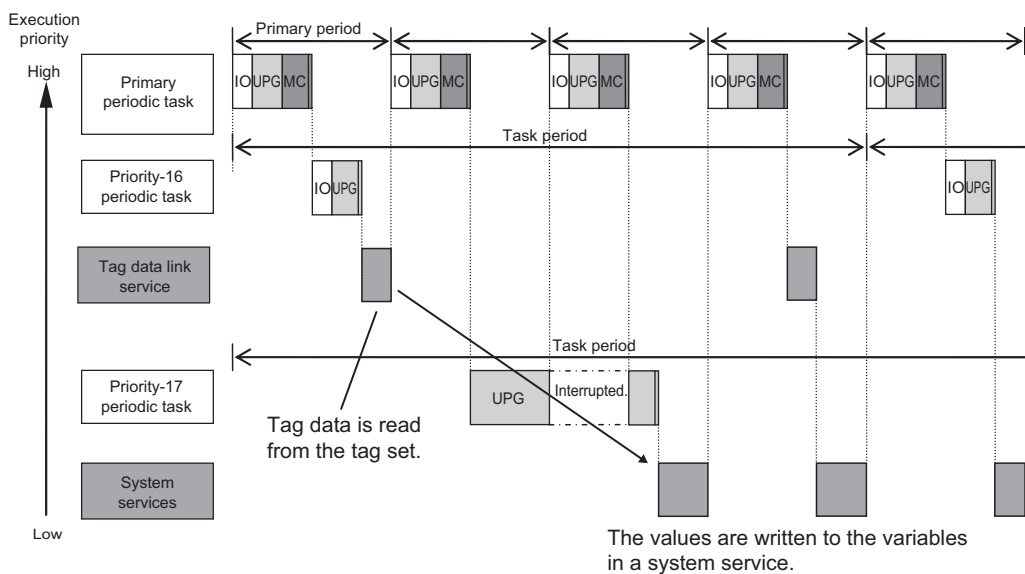 Execution
priority
High
Primary period
Primary
periodic task
IO UPG MC
IO UPG MC
IO UPG MC
IO UPG MC
IO UPG MC
Task period
Priority-16
periodic task
IO UPG
IO UPG
Tag data link
service
Task period
Priority-17
periodic task
UPG
Interrupted.
Tag data is read
from the tag set.
System
services
Low
The values are written to the variables
in a system service.